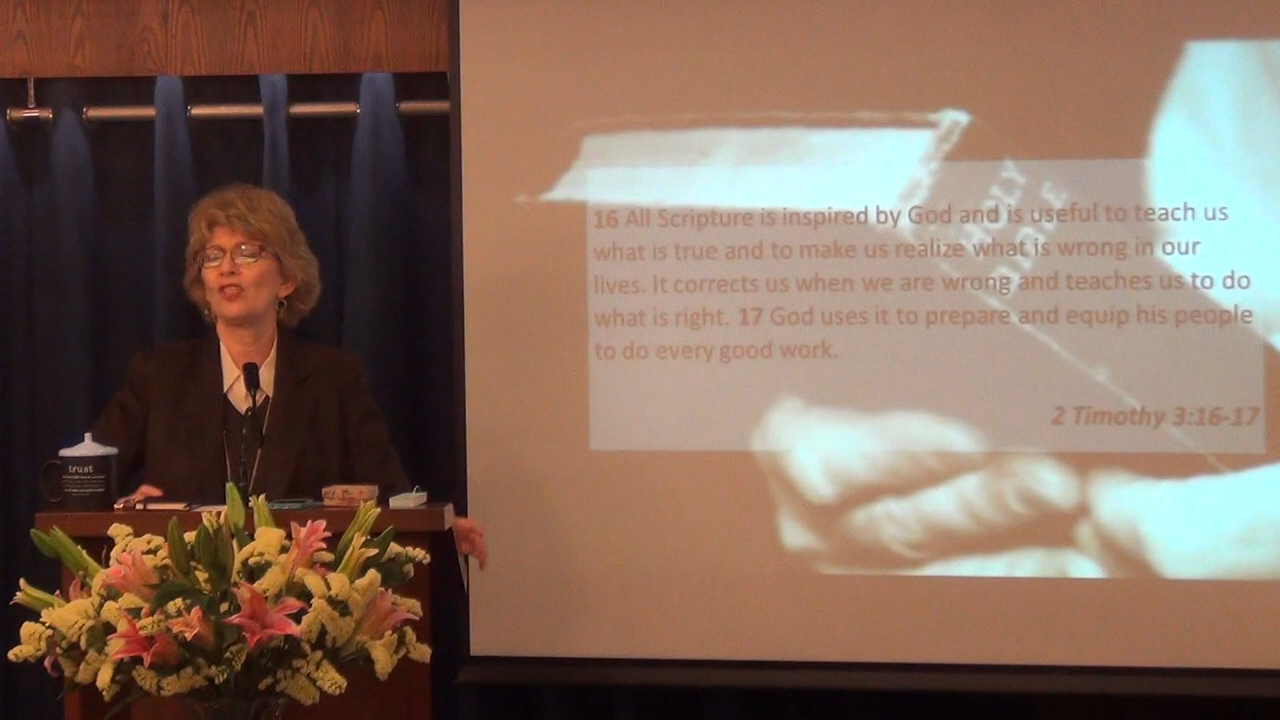 16 All Scripture is inspired by God and is useful to teach us
what is true and to make us realize what is wrong in our
lives. It corrects us when we are wrong and teaches us to do
what is right. 17 God uses it to prepare and equip his people
to do every good work.
2 Timothy 3:16-17
HOLY
BIBLE
trust